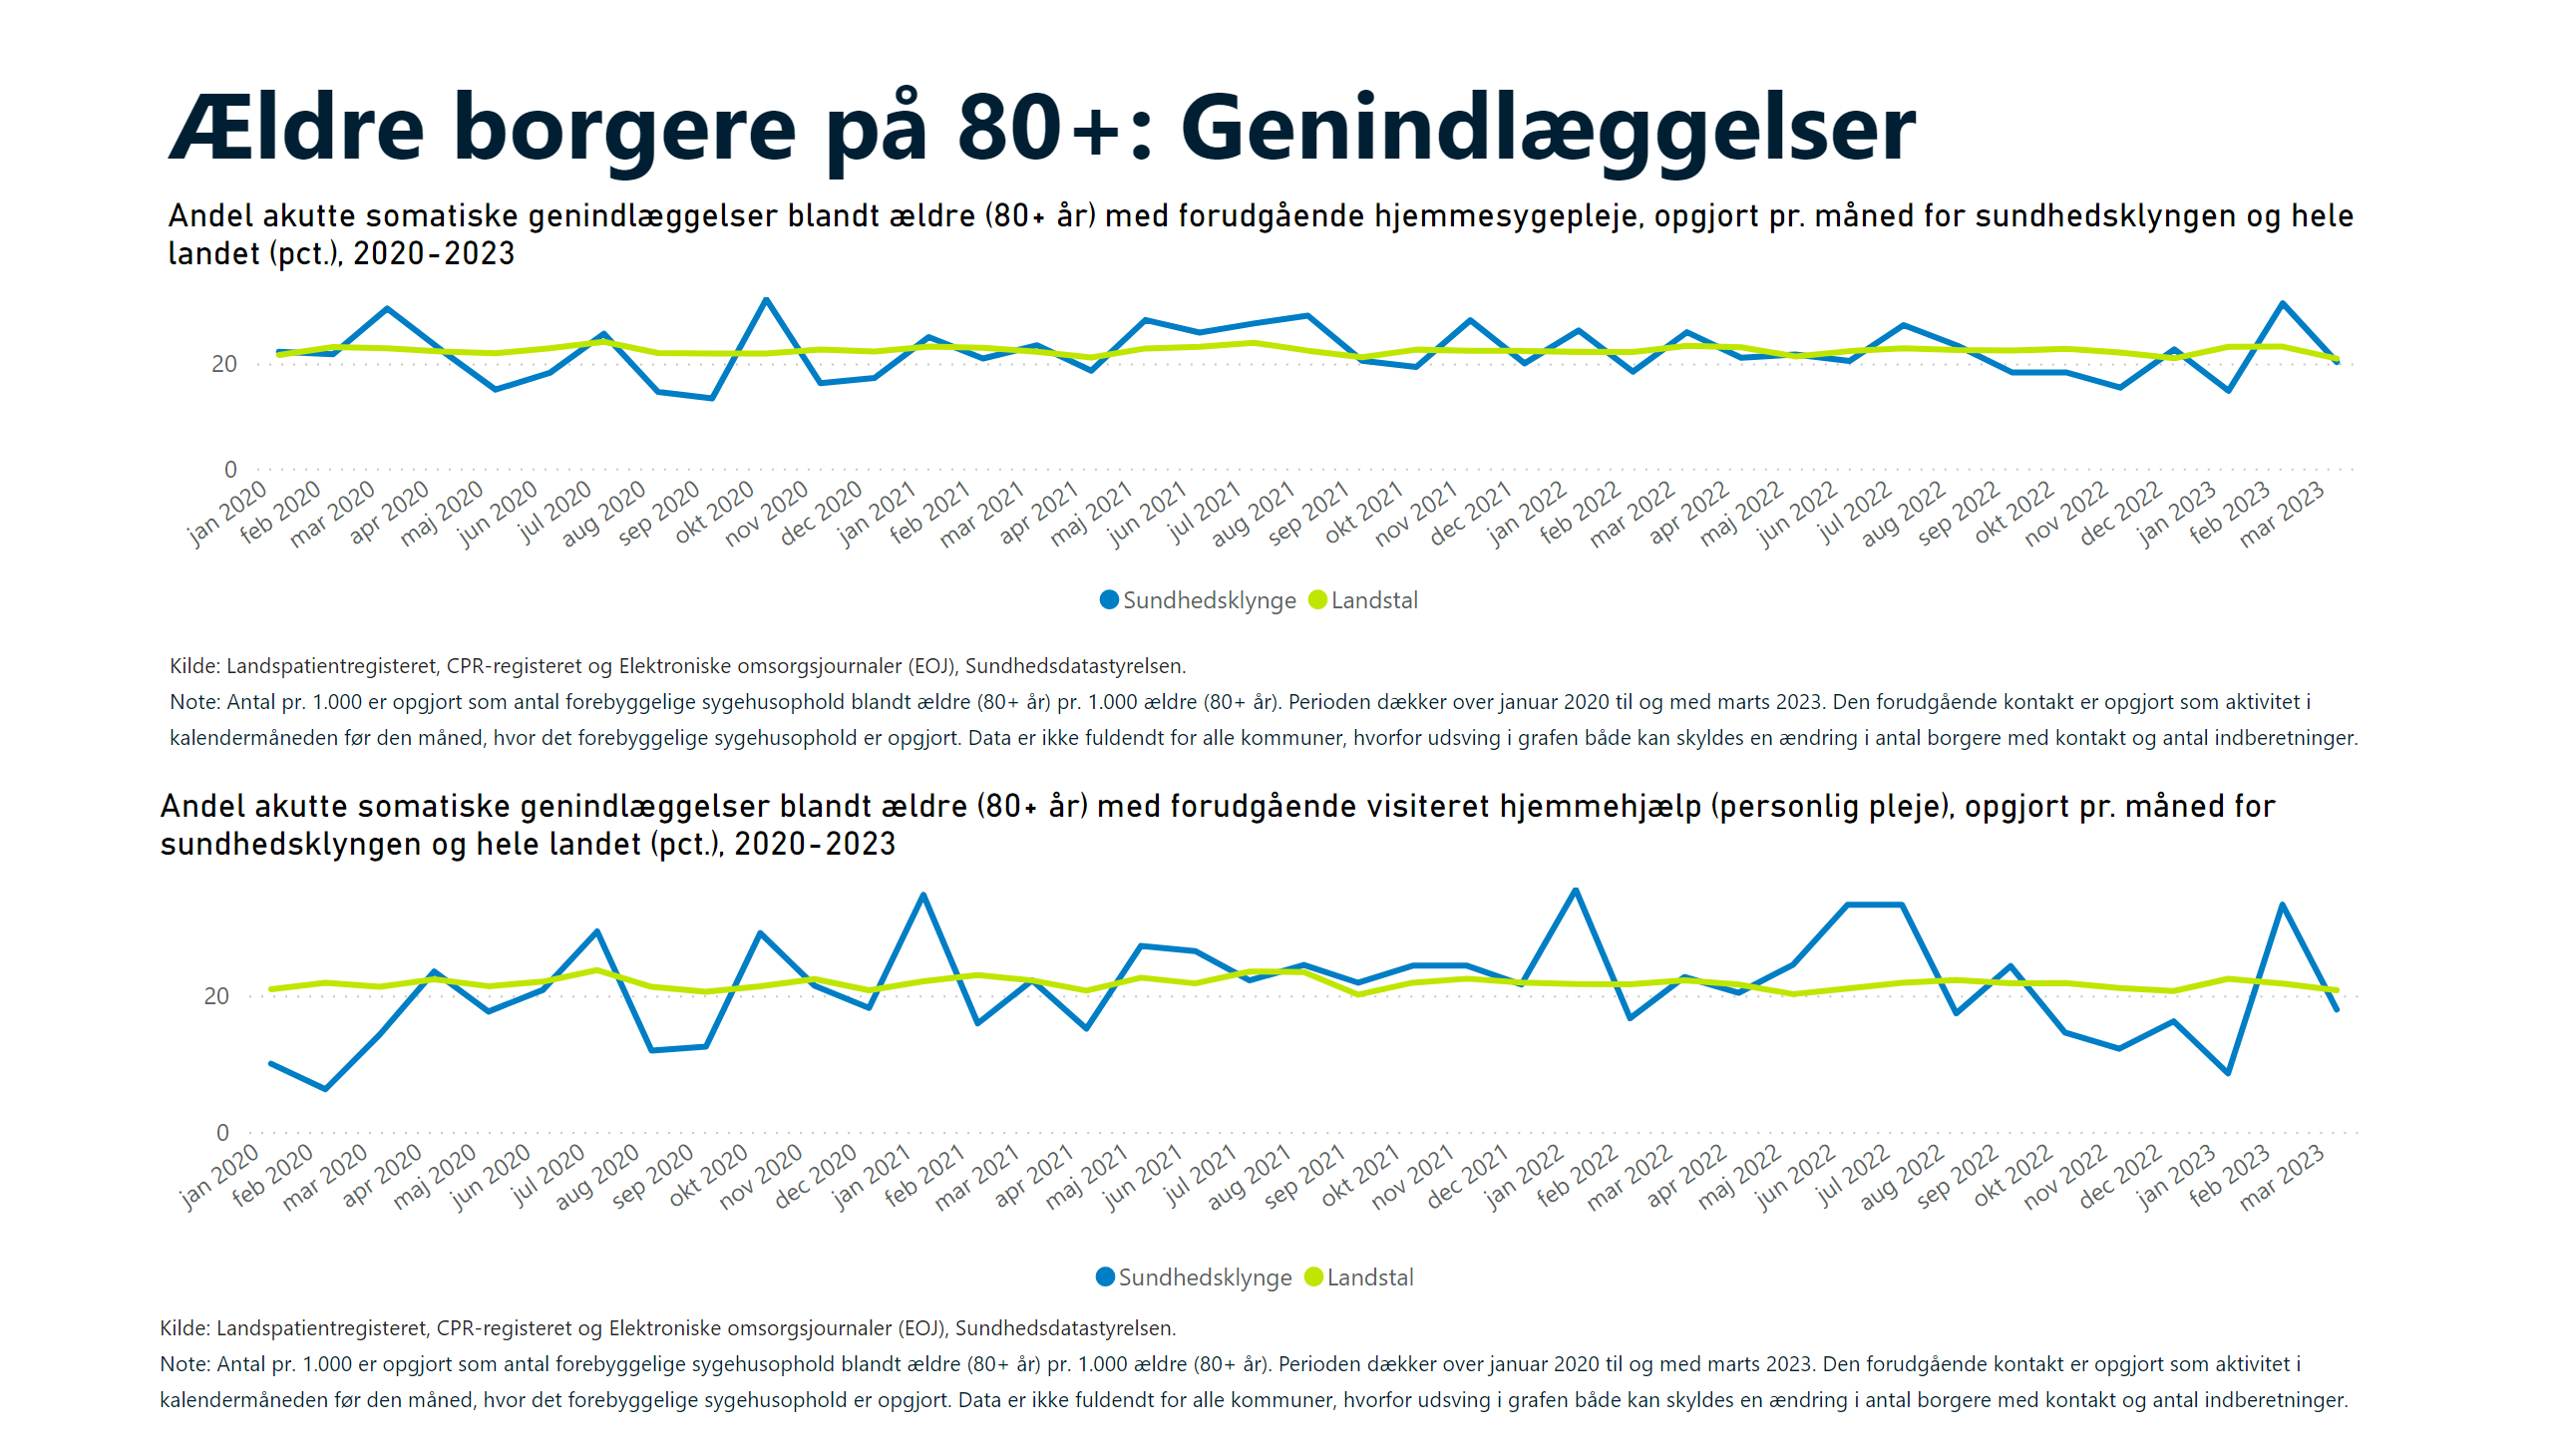 Ældre borgere på 80+: Genindlæggelser
Andel akutte somatiske genindlæggelser blandt ældre (80+ år) med forudgående hjemmesygepleje, opgjort pr. måned for sundhedsklyngen og hele
landet (pct.), 2020-2023
20
0
jan 2020
feb 2020
mar 2020
apr 2020
maj 2020
jun 2020
jul 2020
aug 2020
sep 2020
okt 2020
nov 2020
dec 2020
jan 2021
feb 2021
mar 2021
apr 2021
maj 2021
jun 2021
jul 2021
aug 2021
sep 2021
okt 2021
nov 2021
dec 2021
jan 2022
feb 2022
mar 2022
apr 2022
maj 2022
jun 2022
jul 2022
aug 2022
sep 2022
okt 2022
nov 2022
dec 2022
jan 2023
feb 2023
mar 2023
Sundhedsklynge Landstal
Kilde: Landspatientregisteret, CPR-registeret og Elektroniske omsorgsjournaler (EOJ), Sundhedsdatastyrelsen.
Note: Antal pr. 1.000 er opgjort som antal forebyggelige sygehusophold blandt ældre (80+ år) pr. 1.000 ældre (80+ år). Perioden dækker over januar 2020 til og med marts 2023. Den forudgående kontakt er opgjort som aktivitet i
kalendermåneden før den måned, hvor det forebyggelige sygehusophold er opgjort. Data er ikke fuldendt for alle kommuner, hvorfor udsving i grafen både kan skyldes en ændring i antal borgere med kontakt og antal indberetninger.
Andel akutte somatiske genindlæggelser blandt ældre (80+ år) med forudgående visiteret hjemmehjælp (personlig pleje), opgjort pr. måned for
sundhedsklyngen og hele landet (pct.), 2020-2023
20
0
jan 2020
feb 2020
mar 2020
apr 2020
maj 2020
jun 2020
jul 2020
aug 2020
sep 2020
okt 2020
nov 2020
dec 2020
jan 2021
feb 2021
mar 2021
apr 2021
maj 2021
jun 2021
jul 2021
aug 2021
sep 2021
okt 2021
nov 2021
dec 2021
jan 2022
feb 2022
mar 2022
apr 2022
maj 2022
jun 2022
jul 2022
aug 2022
sep 2022
okt 2022
nov 2022
dec 2022
jan 2023
feb 2023
mar 2023
Sundhedsklynge Landstal
Kilde: Landspatientregisteret, CPR-registeret og Elektroniske omsorgsjournaler (EOJ), Sundhedsdatastyrelsen.
Note: Antal pr. 1.000 er opgjort som antal forebyggelige sygehusophold blandt ældre (80+ år) pr. 1.000 ældre (80+ år). Perioden dækker over januar 2020 til og med marts 2023. Den forudgående kontakt er opgjort som aktivitet i
kalendermåneden før den måned, hvor det forebyggelige sygehusophold er opgjort. Data er ikke fuldendt for alle kommuner, hvorfor udsving i grafen både kan skyldes en ændring i antal borgere med kontakt og antal indberetninger.